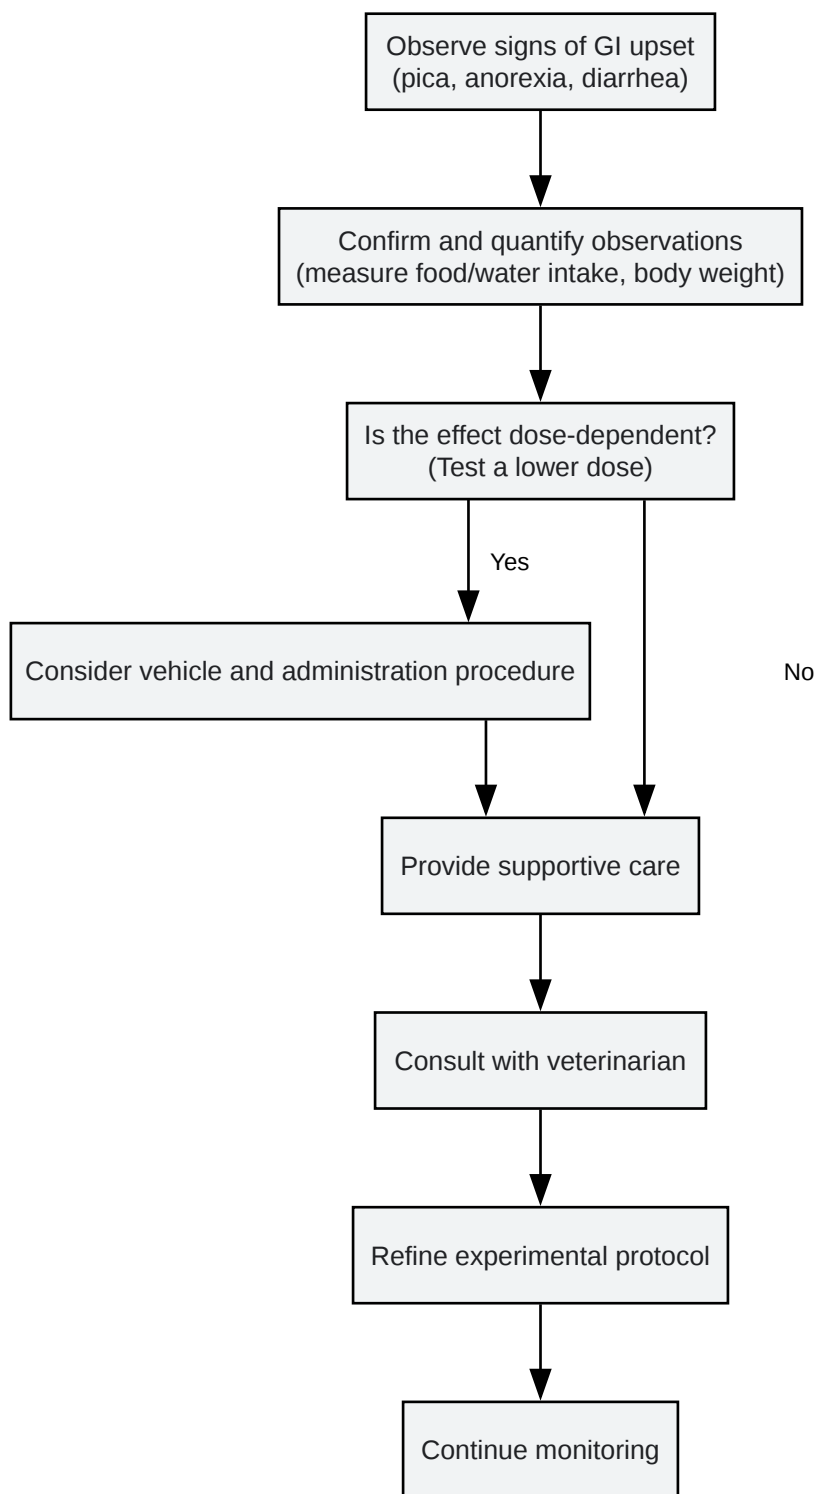 Observe signs of GI upset
(pica, anorexia, diarrhea)
Confirm and quantify observations
(measure food/water intake, body weight)
Is the effect dose-dependent?
(Test a lower dose)
Yes
Consider vehicle and administration procedure
No
Provide supportive care
Consult with veterinarian
Refine experimental protocol
Continue monitoring